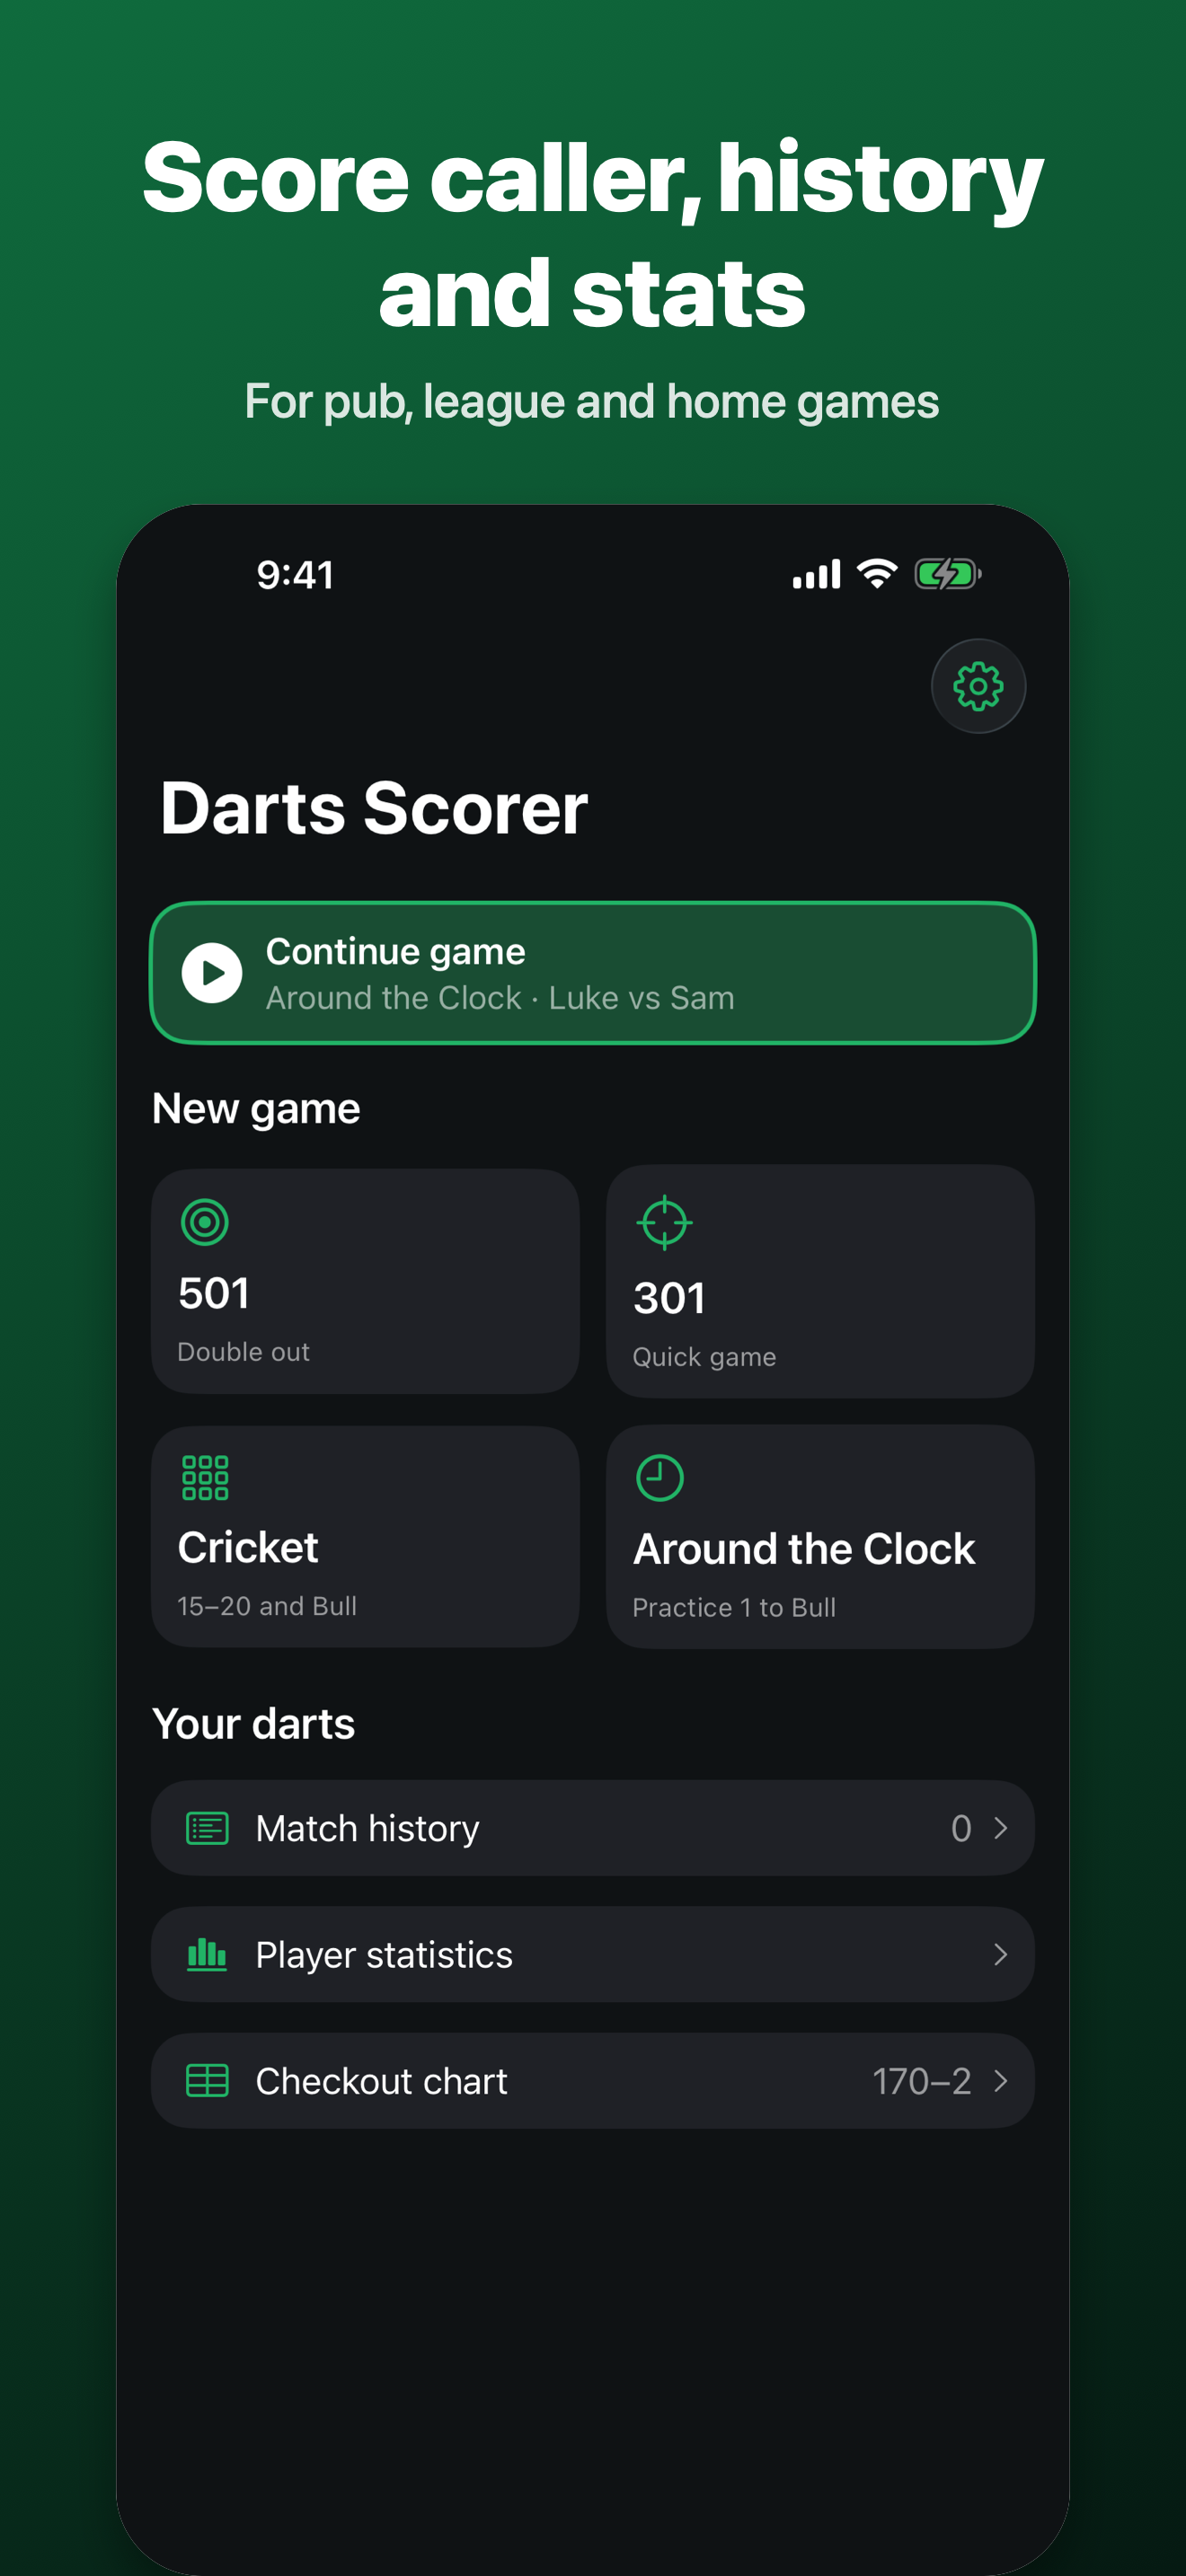 Score caller, history
and stats
For pub, league and home games
9:41
Darts Scorer
Continue game
Around the Clock · Luke vs Sam
New game
501
Double out
301
Quick game
Cricket
15–20 and Bull
Around the Clock
Practice 1 to Bull
Your darts
Match history 0
Player statistics
Checkout chart 170–2